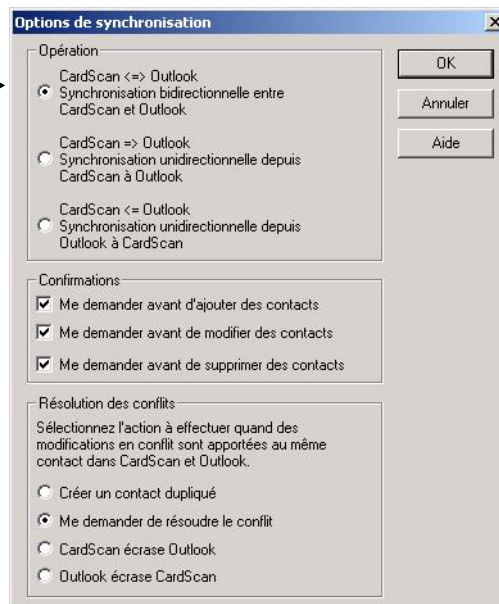 Options de synchronisation
Opération
CardScan <=> Outlook
Synchronisation bidirectionnelle entre
CardScan et Outlook
CardScan => Outlook
Synchronisation unidirectionnelle depuis
CardScan à Outlook
CardScan <= Outlook
Synchronisation unidirectionnelle depuis
Outlook à CardScan
OK
Annuler
Aide
Confirmations
Me demander avant d'ajouter des contacts
Me demander avant de modifier des contacts
Me demander avant de supprimer des contacts
Résolution des conflits
Sélectionnez l'action à effectuer quand des
modifications en conflit sont apportées au même
contact dans CardScan et Outlook.
Créer un contact dupliqué
Me demander de résoudre le conflit
CardScan écrase Outlook
Outlook écrase CardScan